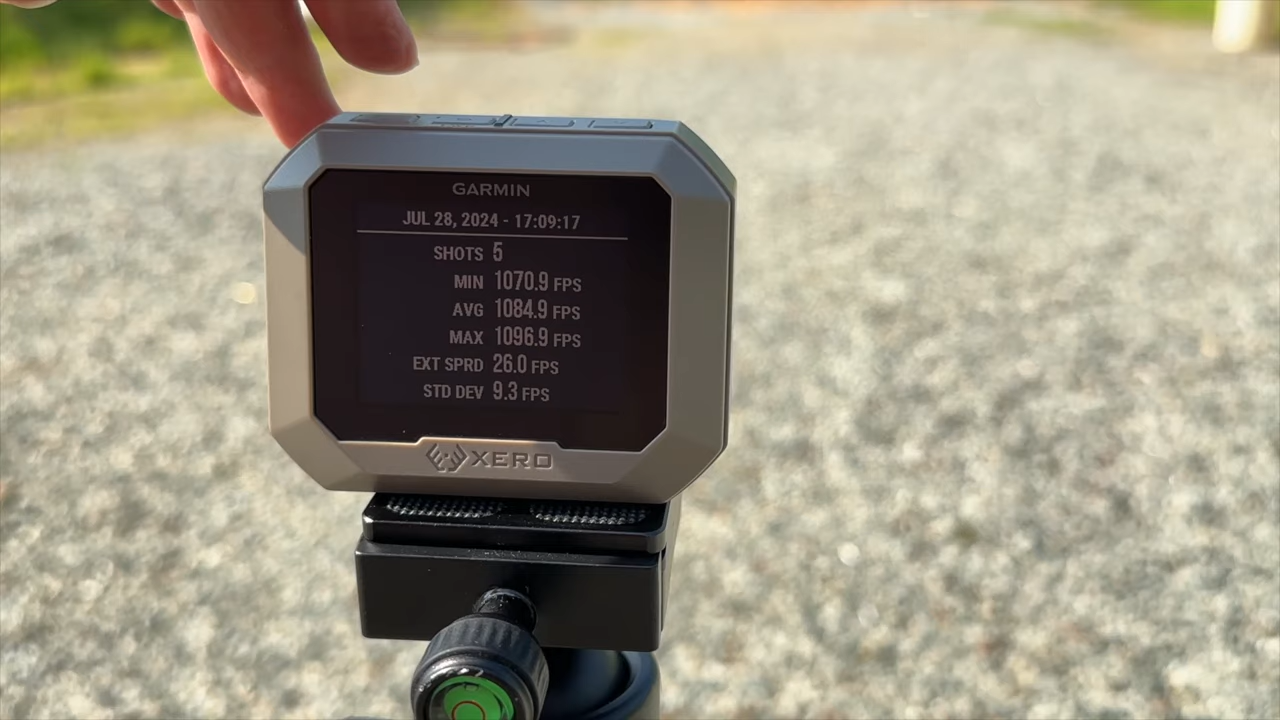 GARMIN
JUL 28, 2024 - 17:09:17
SHOTS 5
MIN 1070.9 FPS
AVG 1084.9 FPS
MAX 1096.9 FPS
EXT SPRD 26.0 FPS
STD DEV 9.3 FPS
XERO